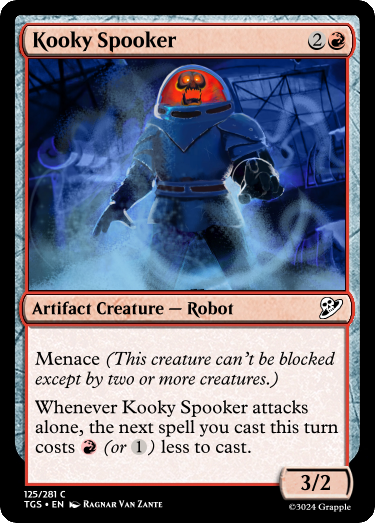 Kooky Spooker 2
Artifact Creature — Robot
Menace (This creature can't be blocked
except by two or more creatures.)
Whenever Kooky Spooker attacks
alone, the next spell you cast this turn
costs (or 1) less to cast.
3/2
125/281 C
TGS • EN Ragnar Van Zante
©3024 Grapple